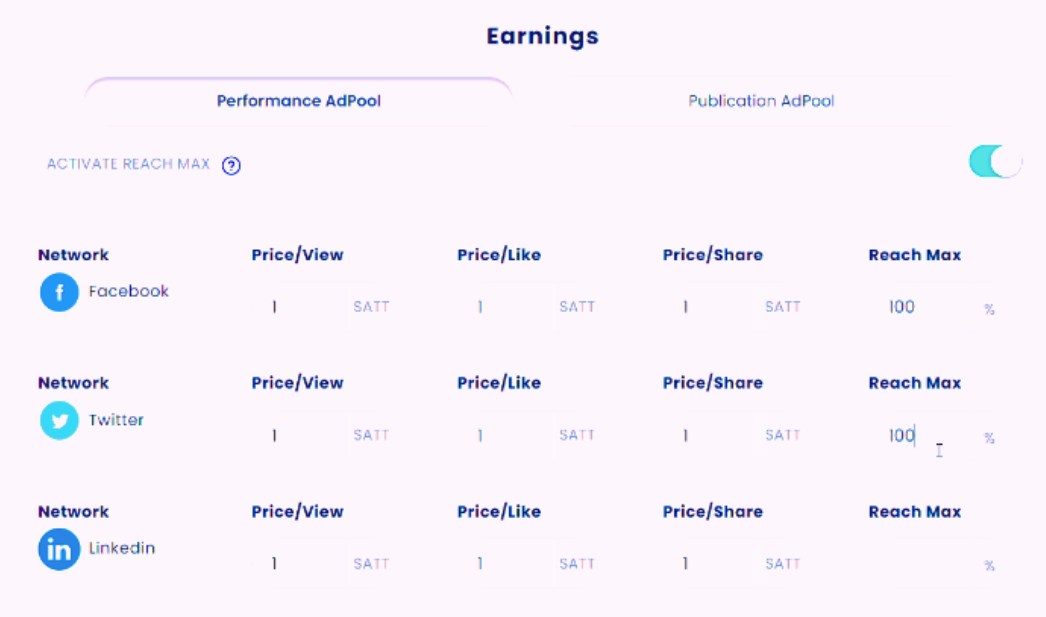 Earnings
Performance AdPool Publication AdPool
ACTIVATE REACH MAX ?
Network Price/View Price/Like Price/Share Reach Max
f Facebook
1 SATT 1 SATT 1 SATT 100 %
Network Price/View Price/Like Price/Share Reach Max
Twitter
1 SATT 1 SATT 1 SATT 100 %
Network Price/View Price/Like Price/Share Reach Max
in Linkedin
1 SATT 1 SATT 1 SATT %